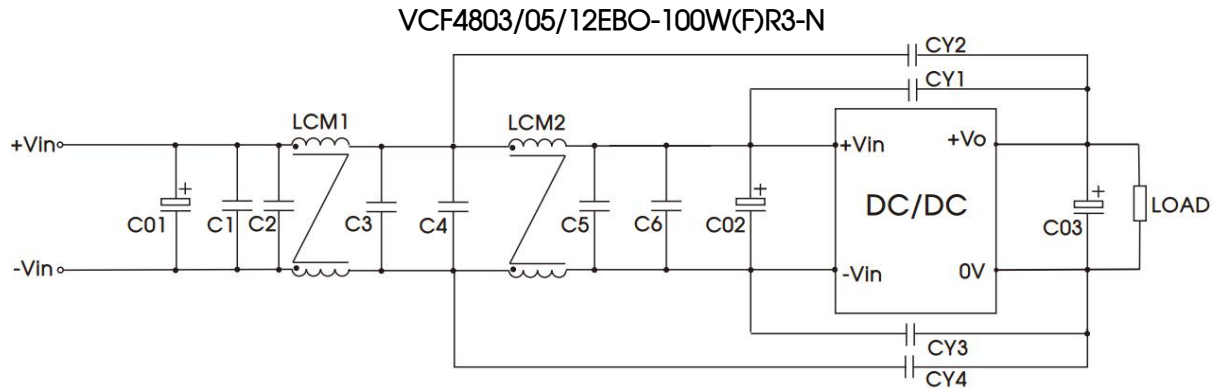 VCF4803/05/12EBO-100W(F)R3-N
CY2
CY1
LCM1
LCM2
+Vin
+Vin
+Vo
+
+
+
C01
C1
C2
C3
C4
C5
C6
C02
DC/DC
C03
LOAD
-Vin
-Vin
0V
CY3
CY4